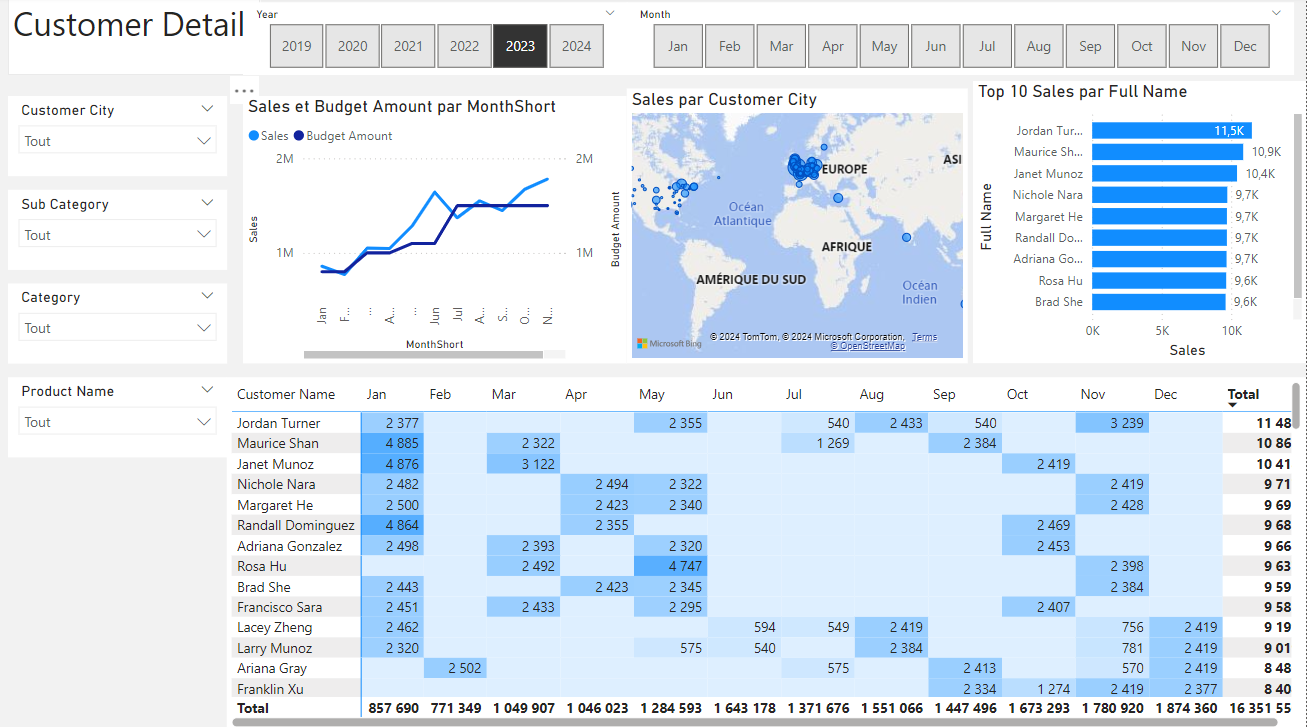 Customer Detail
Year
2019 2020 2021 2022 2023 2024
Month
Jan Feb Mar Apr May Jun Jul Aug Sep Oct Nov Dec
Customer City
Tout
Sub Category
Tout
Category
Tout
Product Name
Tout
Sales et Budget Amount par MonthShort
Sales Budget Amount
2M 2M
1M 1M
Sales
Budget Amount
Jan F... ... A... ... Jun Jul A... S... O... N...
MonthShort
Sales par Customer City
EUROPE
ASI
Océan
Atlantique
AFRIQUE
AMÉRIQUE DU SUD
Océan
Indien
Microsoft Bing
© 2024 TomTom, © 2024 Microsoft Corporation, Terms
© OpenStreetMap
Top 10 Sales par Full Name
Full Name
Jordan Tur... 11,5K
Maurice Sh... 10,9K
Janet Munoz 10,4K
Nichole Nara 9,7K
Margaret He 9,7K
Randall Do... 9,7K
Adriana Go... 9,7K
Rosa Hu 9,6K
Brad She 9,6K
0K 5K 10K
Sales
Customer Name Jan Feb Mar Apr May Jun Jul Aug Sep Oct Nov Dec Total
Jordan Turner 2 377 2 355 540 2 433 540 3 239 11 48
Maurice Shan 4 885 2 322 1 269 2 384 10 86
Janet Munoz 4 876 3 122 2 419 10 41
Nichole Nara 2 482 2 494 2 322 2 419 9 71
Margaret He 2 500 2 423 2 340 2 428 9 69
Randall Dominguez 4 864 2 355 2 469 9 68
Adriana Gonzalez 2 498 2 393 2 320 2 453 9 66
Rosa Hu 2 492 4 747 2 398 9 63
Brad She 2 443 2 423 2 345 2 384 9 59
Francisco Sara 2 451 2 433 2 295 2 407 9 58
Lacey Zheng 2 462 594 549 2 419 756 2 419 9 19
Larry Munoz 2 320 575 540 2 384 781 2 419 9 01
Ariana Gray 2 502 575 2 413 570 2 419 8 48
Franklin Xu 2 334 1 274 2 419 2 377 8 40
Total 857 690 771 349 1 049 907 1 046 023 1 284 593 1 643 178 1 371 676 1 551 066 1 447 496 1 673 293 1 780 920 1 874 360 16 351 55